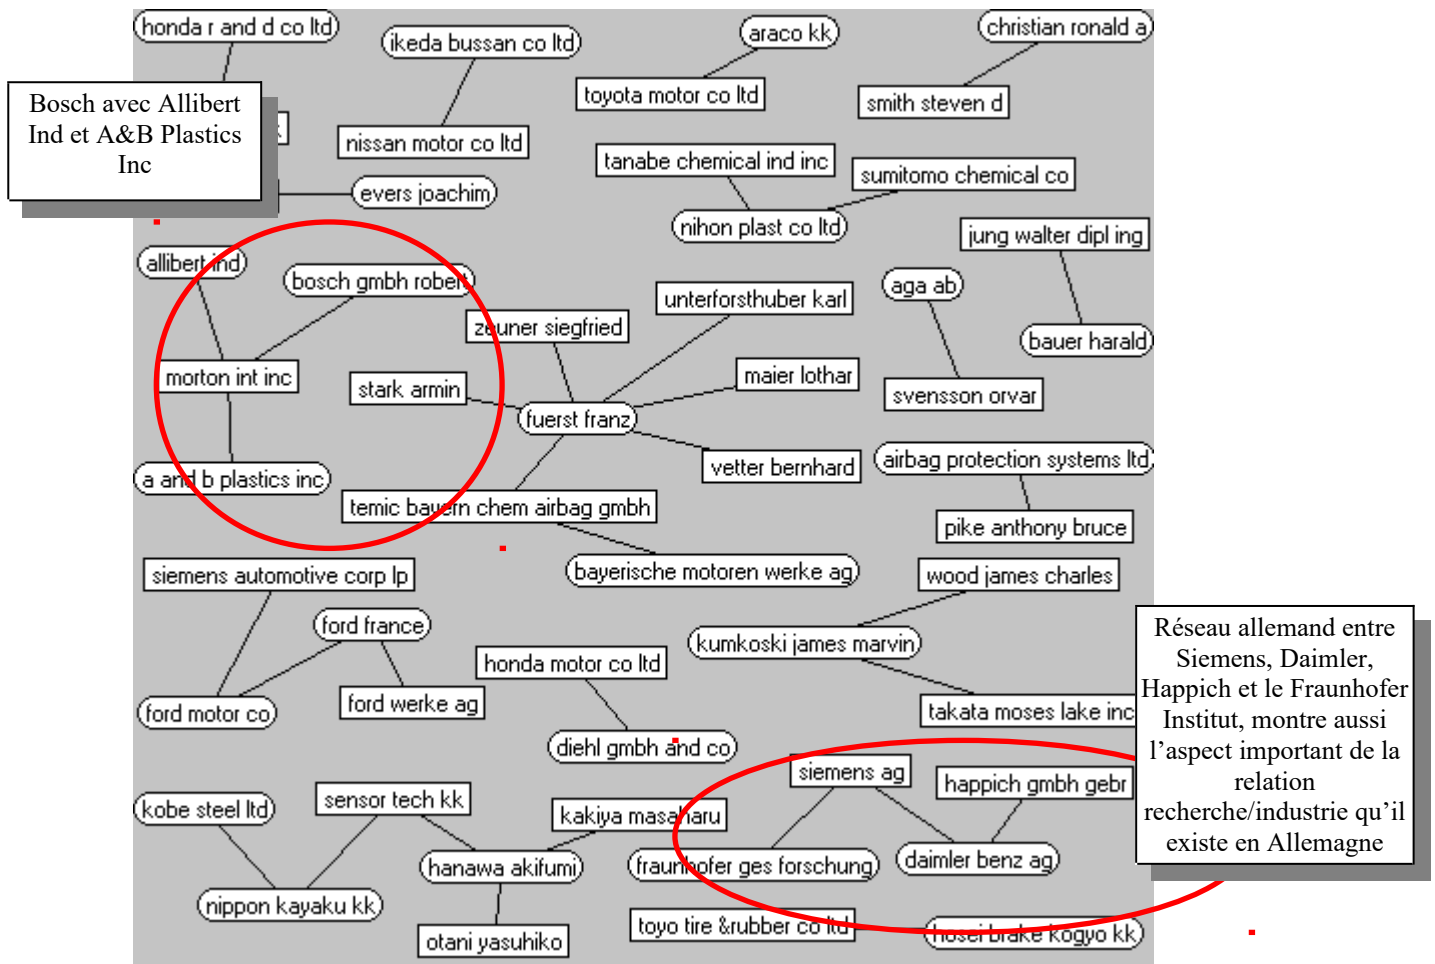 honda r and d co ltd
ikeda bussan co ltd
araco kk
christian ronald a
toyota motor co ltd
smith steven d
Bosch avec Allibert
Ind et A&B Plastics
Inc
nissan motor co ltd
tanabe chemical ind inc
sumitomo chemical co
evers joachim
nihon plast co ltd
jung walter dipl ing
allibert ind
bosch gmbh robert
aga ab
unterforsthuber karl
zeuner siegfried
bauer harald
morton int inc
stark armin
maier lothar
svensson orvar
fuerst franz
a and b plastics inc
vetter bernhard
airbag protection systems ltd
temic bayern chem airbag gmbh
pike anthony bruce
siemens automotive corp lp
bayerische motoren werke ag
wood james charles
ford france
kumkoski james marvin
honda motor co ltd
ford werke ag
ford motor co
takata moses lake inc
diehl gmbh and co
Réseau allemand entre
Siemens, Daimler,
Happich et le Fraunhofer
Institut, montre aussi
l’aspect important de la
relation
recherche/industrie qu’il
existe en Allemagne
siemens ag
happich gmbh gebr
kobe steel ltd
sensor tech kk
kakiya masaharu
hanawa akifumi
fraunhofer ges forschung
daimler benz ag
nippon kayaku kk
otani yasuhiko
toyo tire &rubber co ltd
hosei brake kogyo kk